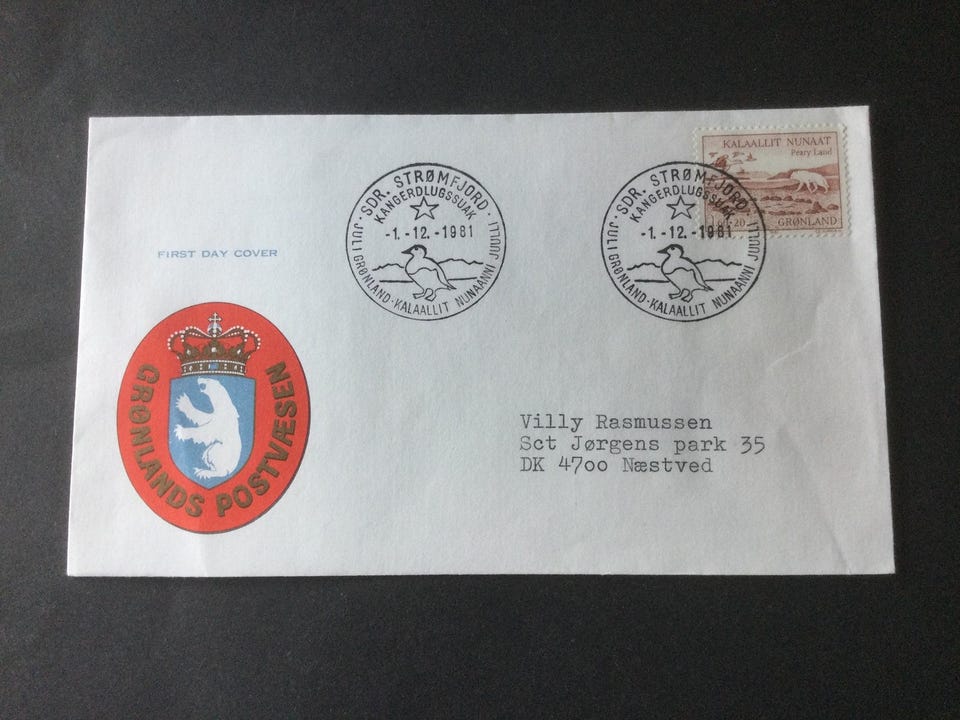 FIRST DAY COVER
GRØNLANDS POSTVÆSEN
· SDR. STRØMFJORD ·
KANGERDLUGSSUAK
-1. -12. -1981
JUL I GRØNLAND · KALAALLIT NUNAANNI JUULLI
· SDR. STRØMFJORD ·
KANGERDLUGSSUAK
-1. -12. -1981
JUL I GRØNLAND · KALAALLIT NUNAANNI JUULLI
KALAALLIT NUNAAT
Peary Land
GRØNLAND
Villy Rasmussen
Sct Jørgens park 35
DK 47oo Næstved